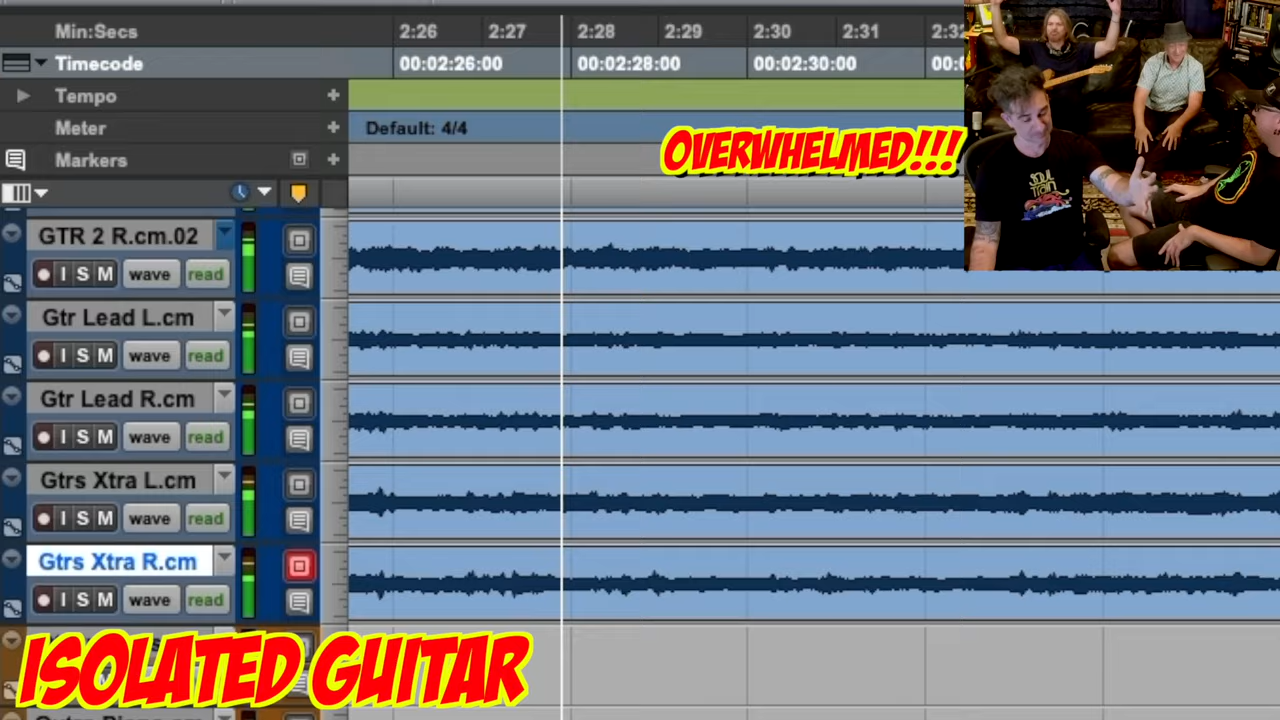 Min:Secs 2:26 2:27 2:28 2:29 2:30 2:31 2:32
Timecode 00:02:26:00 00:02:28:00 00:02:30:00
Tempo +
Meter + Default: 4/4
OVERWHELMED!!!
Markers +
SOUL TRAIN
GTR 2 R.cm.02
I S M wave read
Gtr Lead L.cm
I S M wave read
Gtr Lead R.cm
I S M wave read
Gtrs Xtra L.cm
I S M wave read
Gtrs Xtra R.cm
I S M wave read
ISOLATED GUITAR